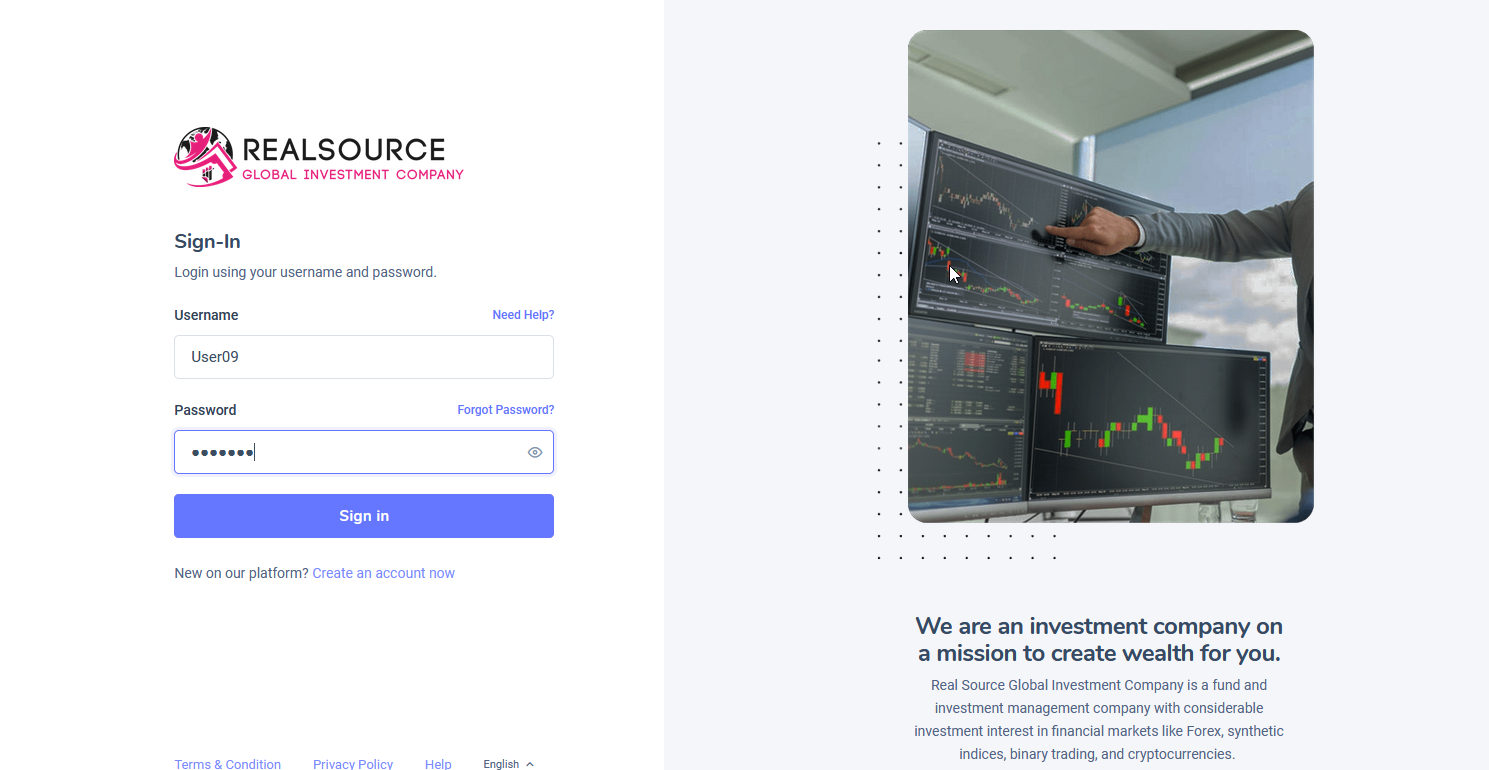 REALSOURCE
GLOBAL INVESTMENT COMPANY
Sign-In
Login using your username and password.
Username
Need Help?
User09
Password
Forgot Password?
•••••••
Sign in
New on our platform? Create an account now
Terms & Condition
Privacy Policy
Help
English
We are an investment company on
a mission to create wealth for you.
Real Source Global Investment Company is a fund and
investment management company with considerable
investment interest in financial markets like Forex, synthetic
indices, binary trading, and cryptocurrencies.